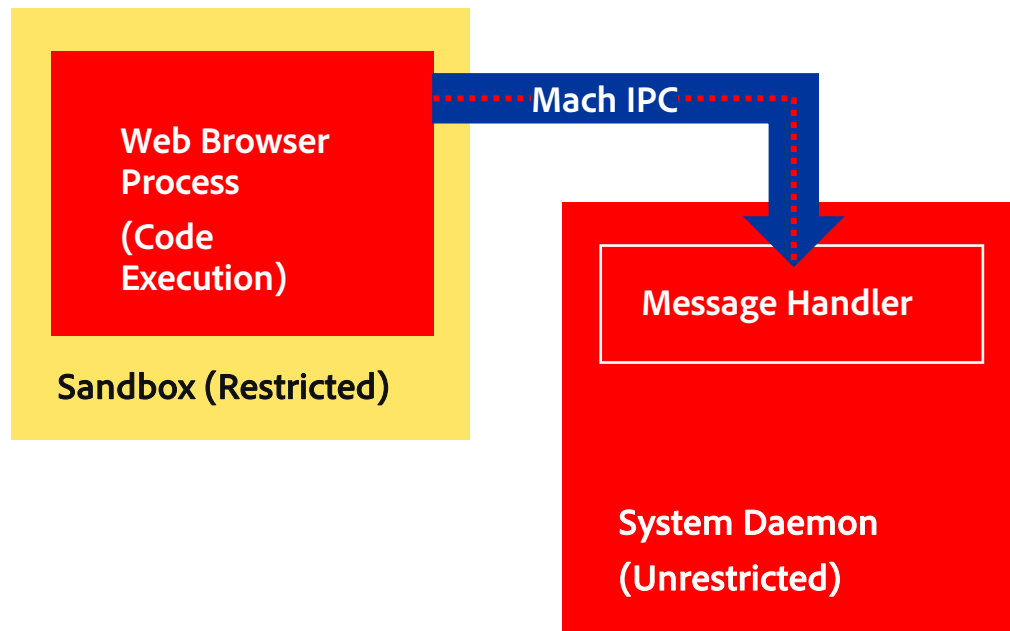 Web Browser
Process
(Code
Execution)
Sandbox (Restricted)
Mach IPC
Message Handler
System Daemon
(Unrestricted)